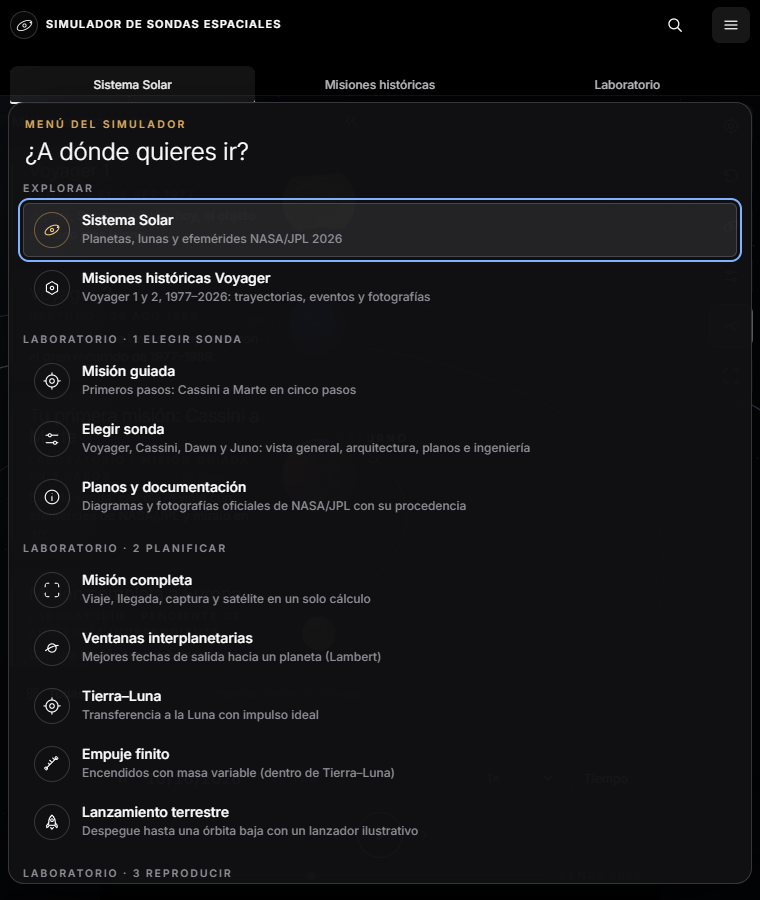 SIMULADOR DE SONDAS ESPACIALES
Sistema Solar
Misiones históricas
Laboratorio
MENÚ DEL SIMULADOR
¿A dónde quieres ir?
EXPLORAR
Sistema Solar
Planetas, lunas y efemérides NASA/JPL 2026
Misiones históricas Voyager
Voyager 1 y 2, 1977–2026: trayectorias, eventos y fotografías
LABORATORIO · 1 ELEGIR SONDA
Misión guiada
Primeros pasos: Cassini a Marte en cinco pasos
Elegir sonda
Voyager, Cassini, Dawn y Juno: vista general, arquitectura, planos e ingeniería
Planos y documentación
Diagramas y fotografías oficiales de NASA/JPL con su procedencia
LABORATORIO · 2 PLANIFICAR
Misión completa
Viaje, llegada, captura y satélite en un solo cálculo
Ventanas interplanetarias
Mejores fechas de salida hacia un planeta (Lambert)
Tierra–Luna
Transferencia a la Luna con impulso ideal
Empuje finito
Encendidos con masa variable (dentro de Tierra–Luna)
Lanzamiento terrestre
Despegue hasta una órbita baja con un lanzador ilustrativo
LABORATORIO · 3 REPRODUCIR